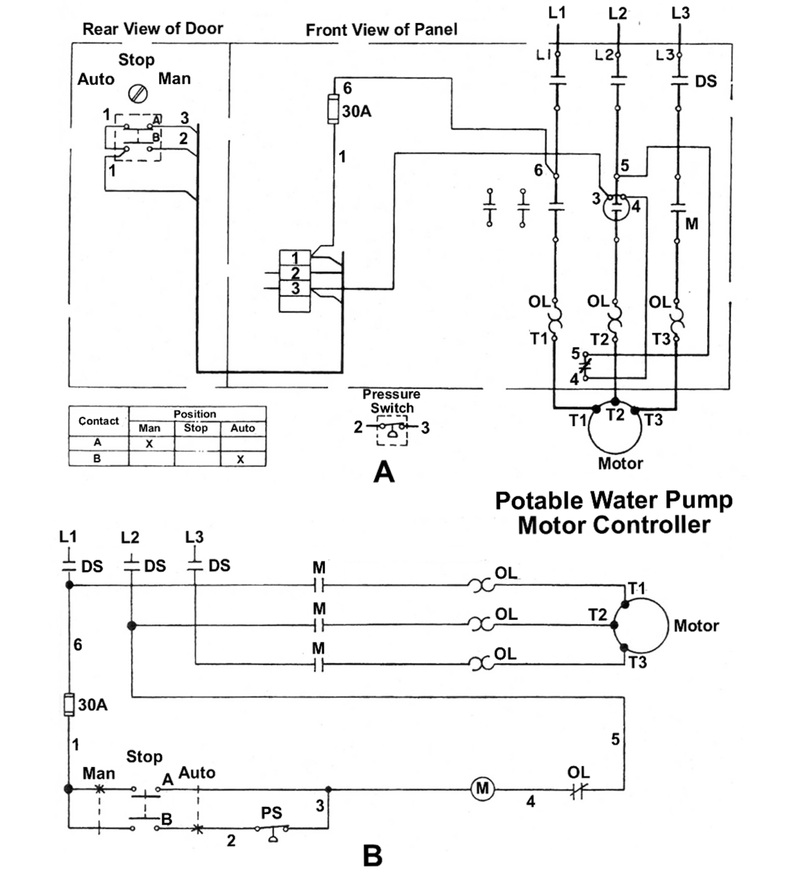 L1 L2 L3
Rear View of Door
Front View of Panel
Stop
Auto Man
L1 L2 L3
DS
6
30A
1 A 3
B 2
1
1
6
5
3 4
M
1
2
3
OL OL OL
T1 T2 T3
5
4
T1 T2 T3
Motor
Pressure
Switch
2 3
Contact Position
Man Stop Auto
A X
B X
A
Potable Water Pump
Motor Controller
L1 L2 L3
DS DS DS
M OL T1
M OL T2 Motor
M OL T3
6
30A
5
1
Stop
Man A Auto
3
M
4
OL
B
2
PS
B